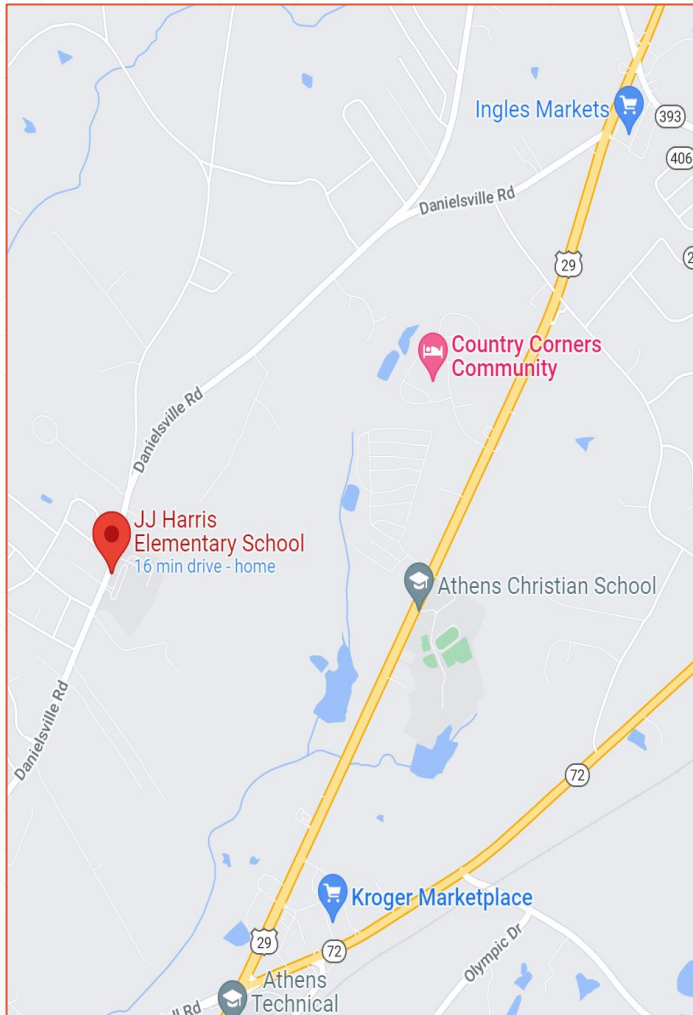 Ingles Markets
393
406
Danielsville Rd
29
Country Corners
Community
Danielsville Rd
JJ Harris
Elementary School
16 min drive - home
Athens Christian School
Danielsville Rd
72
Kroger Marketplace
29
72
Olympic Dr
Athens
Technical
Rd